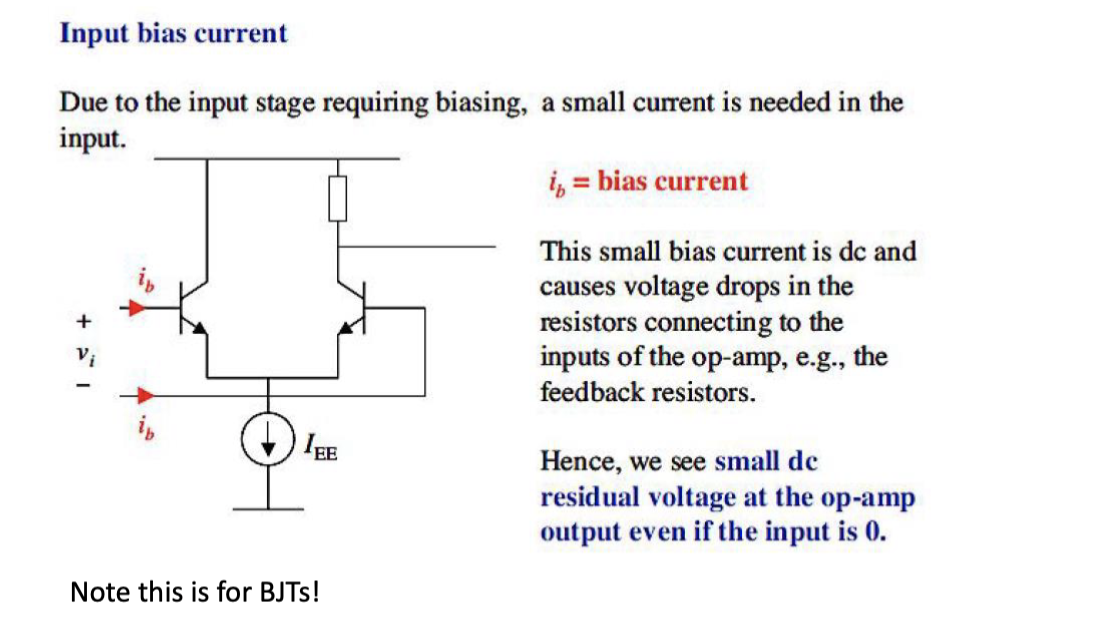 Input bias current
Due to the input stage requiring biasing, a small current is needed in the
input.
i_b = bias current
This small bias current is dc and
causes voltage drops in the
resistors connecting to the
inputs of the op-amp, e.g., the
feedback resistors.
Hence, we see small dc
residual voltage at the op-amp
output even if the input is 0.
i_b
+
v_i
–
i_b
I_EE
Note this is for BJTs!